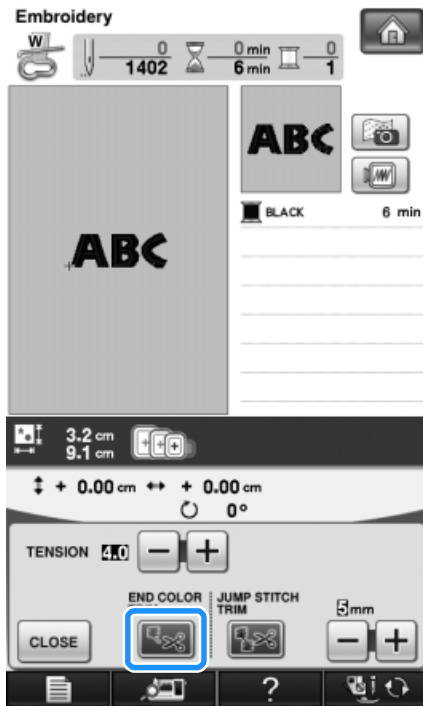 Embroidery
W
0 0 min 0
1402 6 min 1
ABC
BLACK 6 min
ABC
3.2 cm
9.1 cm
+ 0.00 cm + 0.00 cm
0°
TENSION 4.0 − +
END COLOR JUMP STITCH
TRIM 5mm
CLOSE − +
?